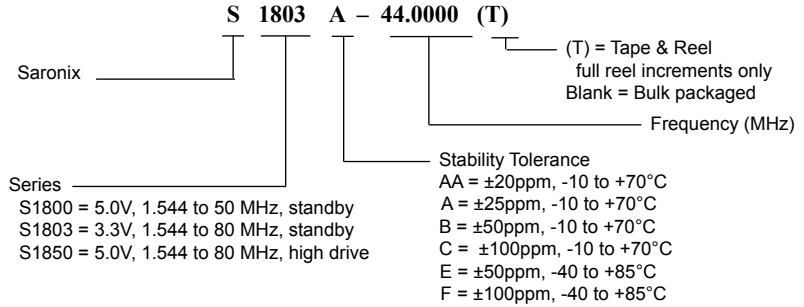 S 1803 A – 44.0000 (T)
(T) = Tape & Reel
full reel increments only
Blank = Bulk packaged
Saronix
Frequency (MHz)
Stability Tolerance
AA = ±20ppm, -10 to +70°C
A = ±25ppm, -10 to +70°C
B = ±50ppm, -10 to +70°C
C = ±100ppm, -10 to +70°C
E = ±50ppm, -40 to +85°C
F = ±100ppm, -40 to +85°C
Series
S1800 = 5.0V, 1.544 to 50 MHz, standby
S1803 = 3.3V, 1.544 to 80 MHz, standby
S1850 = 5.0V, 1.544 to 80 MHz, high drive